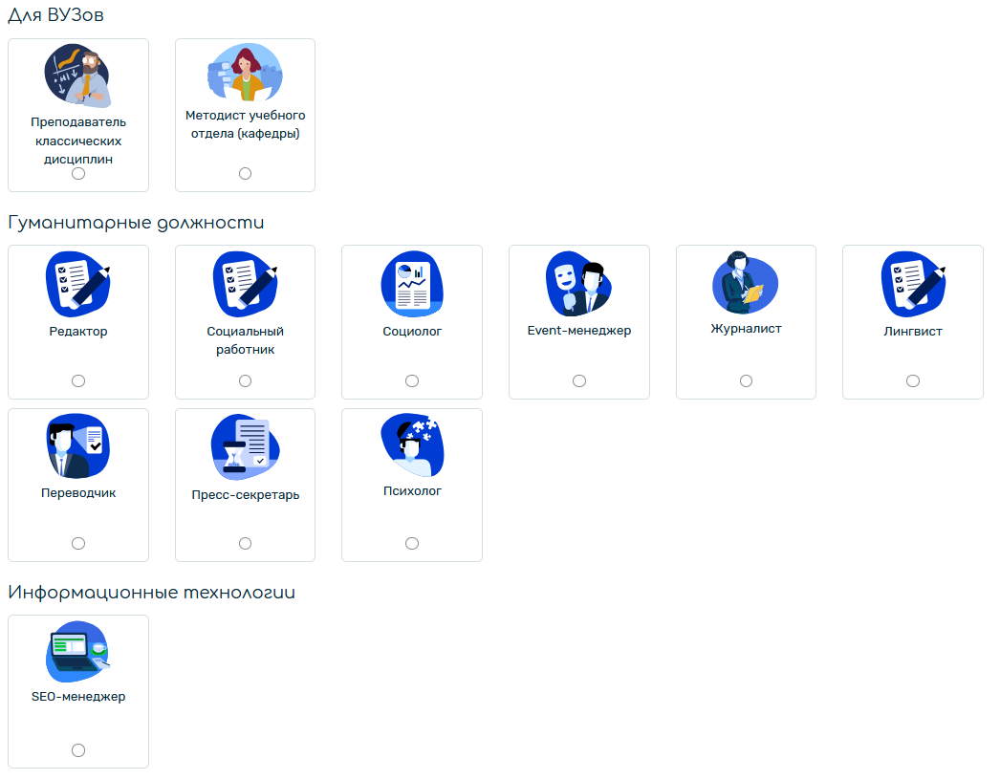 Для ВУЗов
Преподаватель
классических
дисциплин
Методист учебного
отдела (кафедры)
Гуманитарные должности
Редактор
Социальный
работник
Социолог
Event-менеджер
Журналист
Лингвист
Переводчик
Пресс-секретарь
Психолог
Информационные технологии
SEO-менеджер